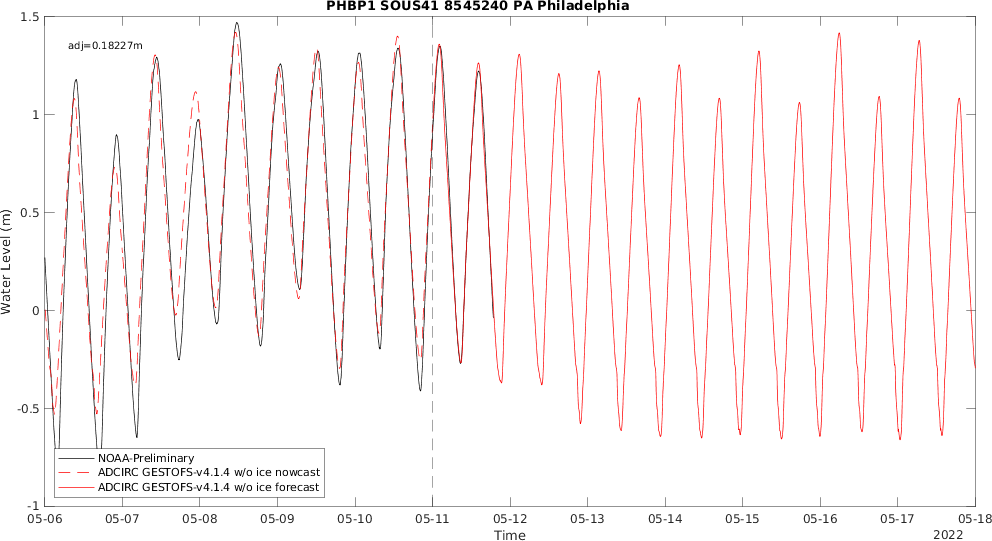 PHBP1 SOUS41 8545240 PA Philadelphia
adj=0.18227m
1.5
1
0.5
0
-0.5
-1
Water Level (m)
NOAA-Preliminary
ADCIRC GESTOFS-v4.1.4 w/o ice nowcast
ADCIRC GESTOFS-v4.1.4 w/o ice forecast
05-06 05-07 05-08 05-09 05-10 05-11 05-12 05-13 05-14 05-15 05-16 05-17 05-18
Time
2022